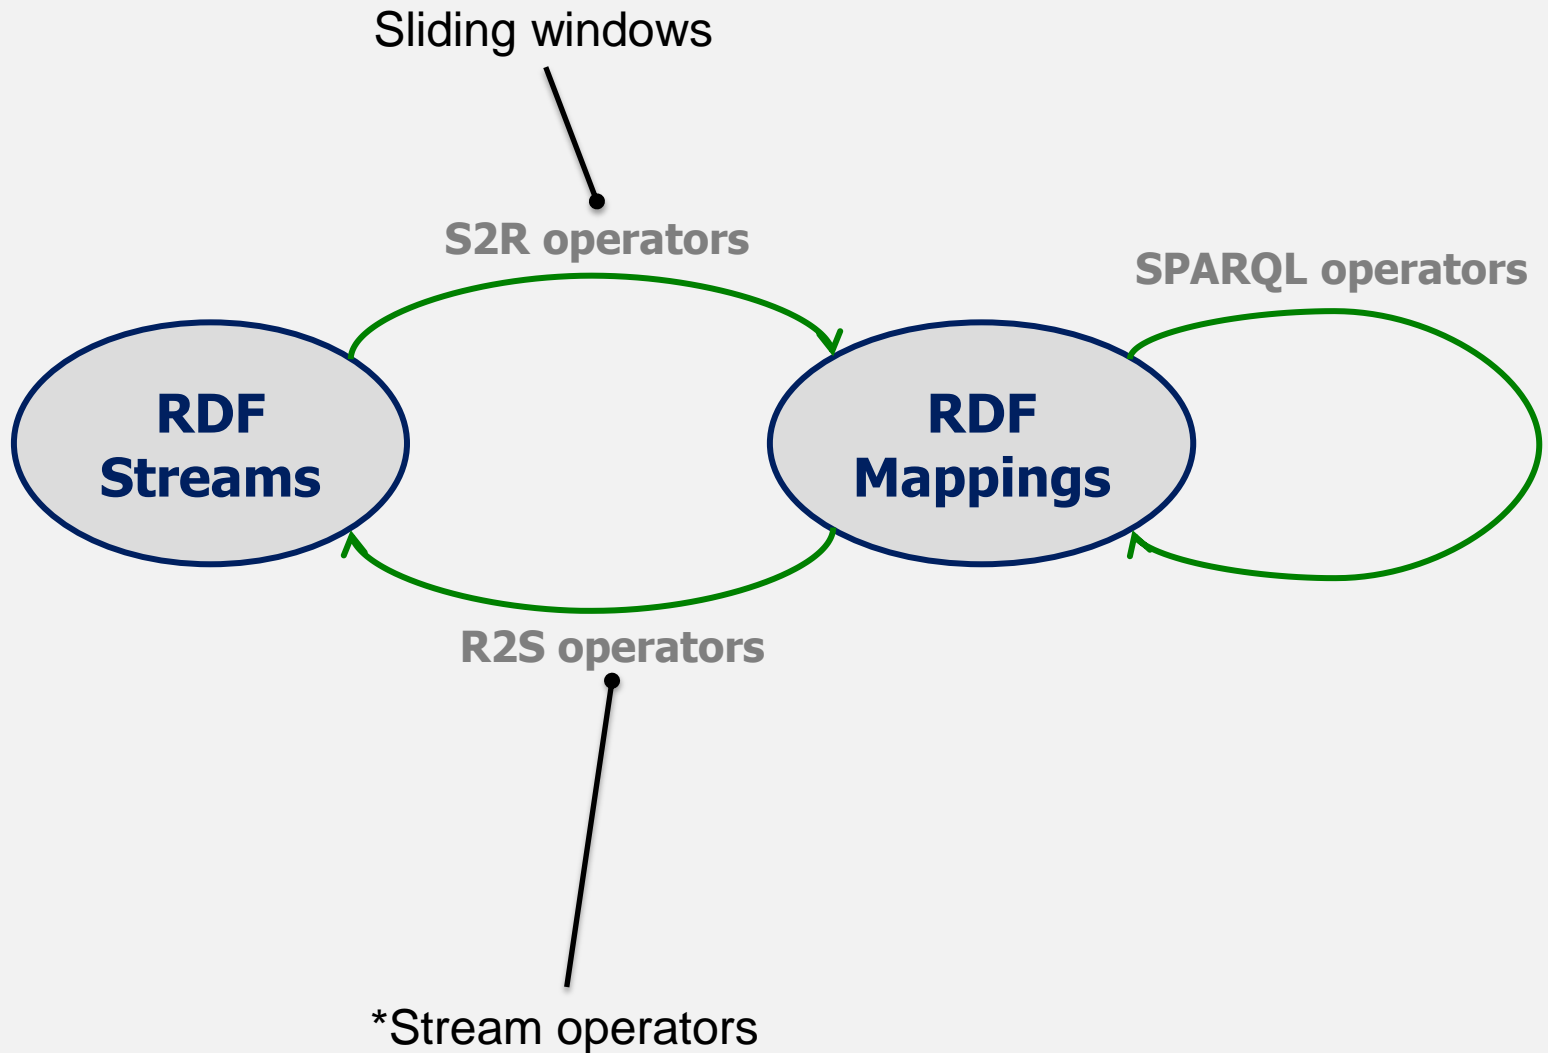 Sliding windows
S2R operators
SPARQL operators
RDF
Streams
RDF
Mappings
R2S operators
*Stream operators